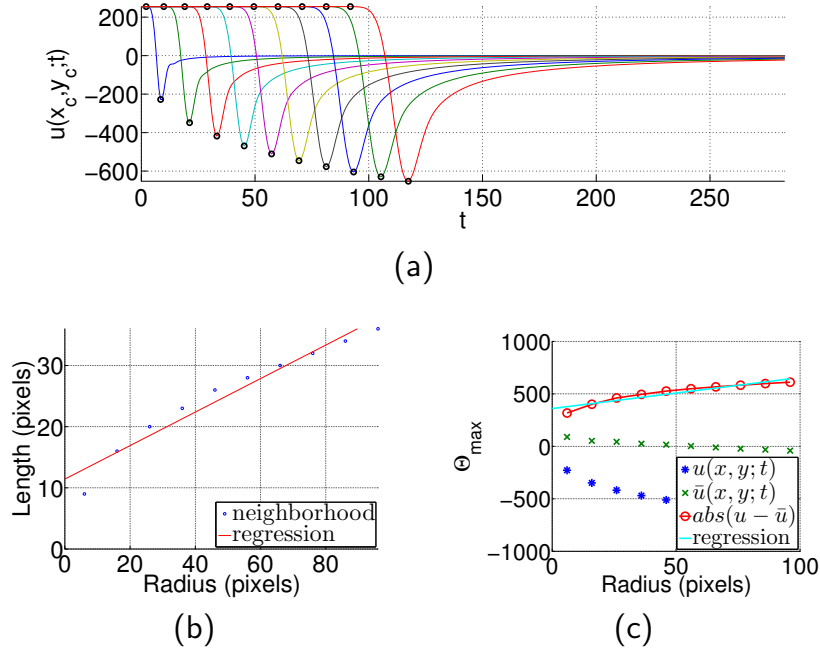 200
0
−200
−400
−600
u(x_c,y_c;t)
0 50 100 150 200 250
t
(a)
30
20
10
0
Length (pixels)
0 20 40 60 80
Radius (pixels)
neighborhood
regression
(b)
1000
500
0
−500
−1000
Θ_max
0 50 100
Radius (pixels)
u(x, y; t)
ū(x, y; t)
abs(u − ū)
regression
(c)